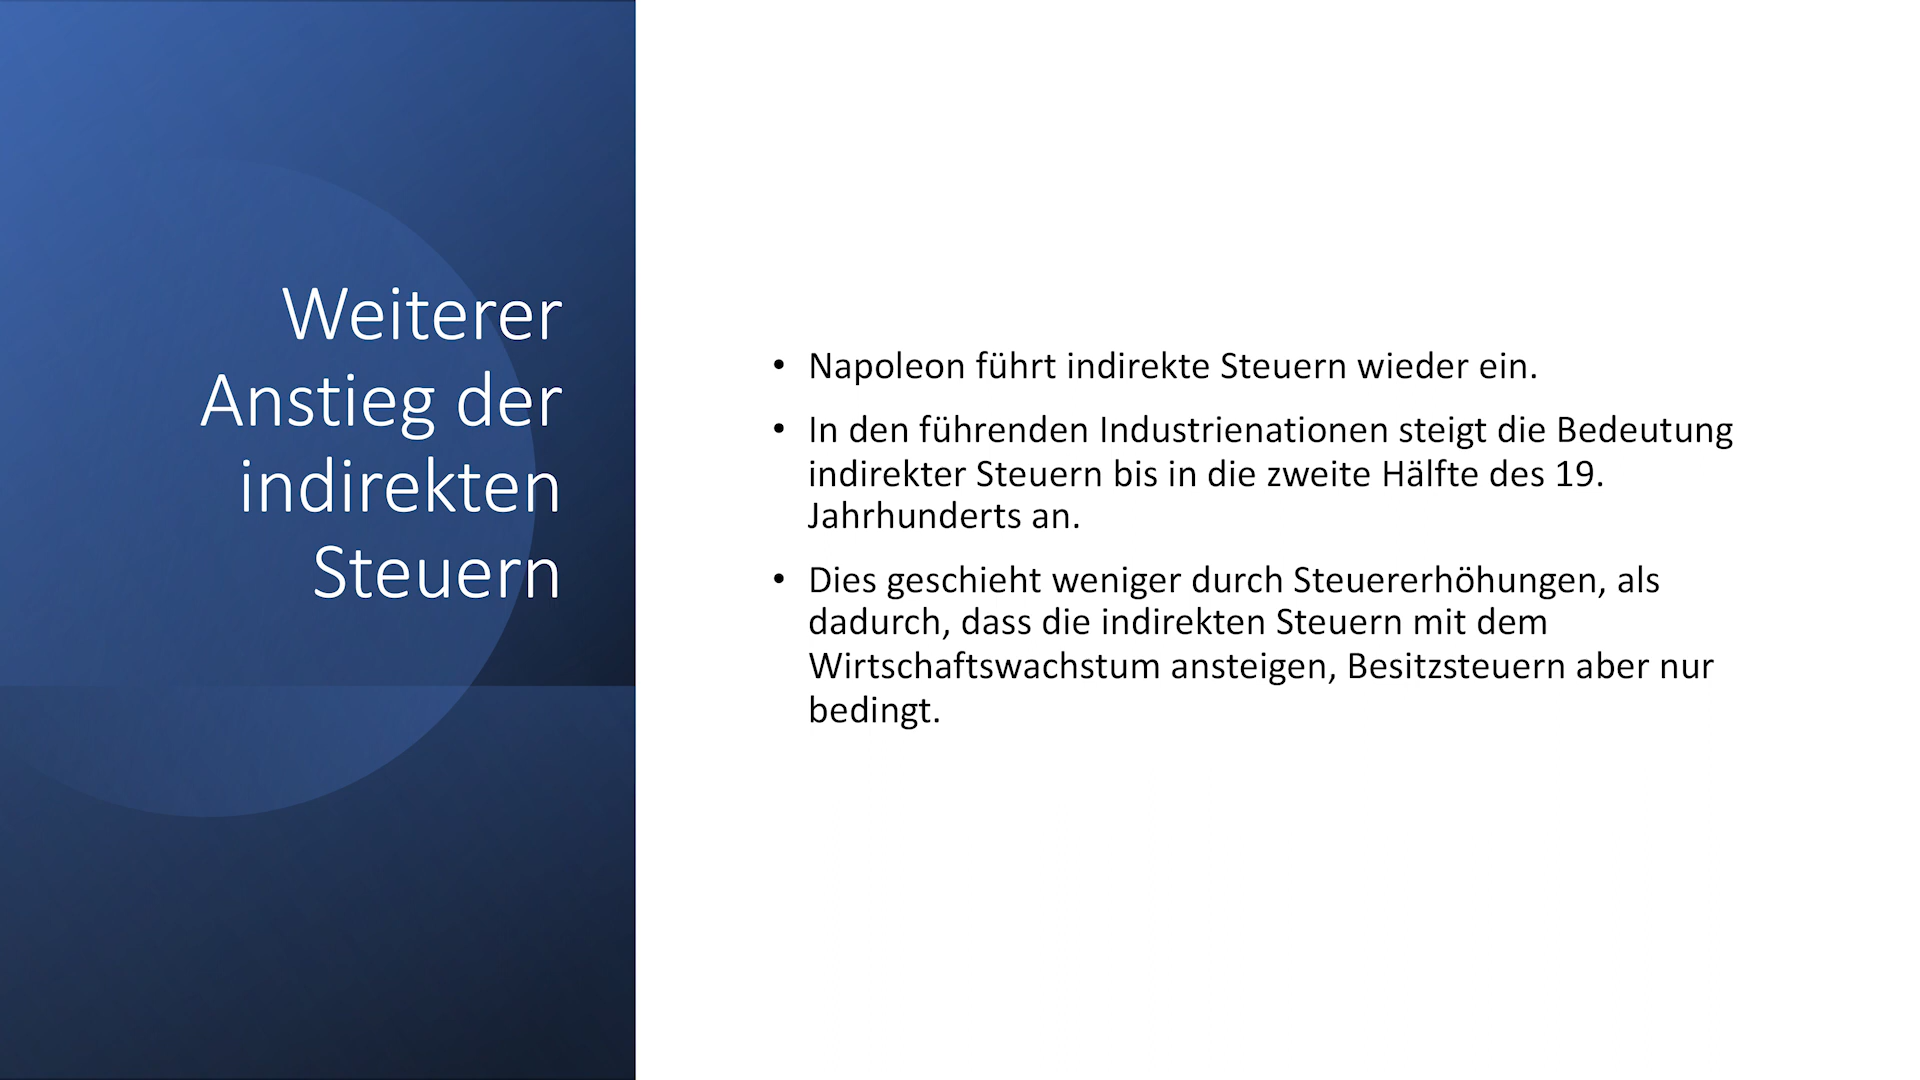 Weiterer
Anstieg der
indirekten
Steuern
• Napoleon führt indirekte Steuern wieder ein.
• In den führenden Industrienationen steigt die Bedeutung
indirekter Steuern bis in die zweite Hälfte des 19.
Jahrhunderts an.
• Dies geschieht weniger durch Steuererhöhungen, als
dadurch, dass die indirekten Steuern mit dem
Wirtschaftswachstum ansteigen, Besitzsteuern aber nur
bedingt.